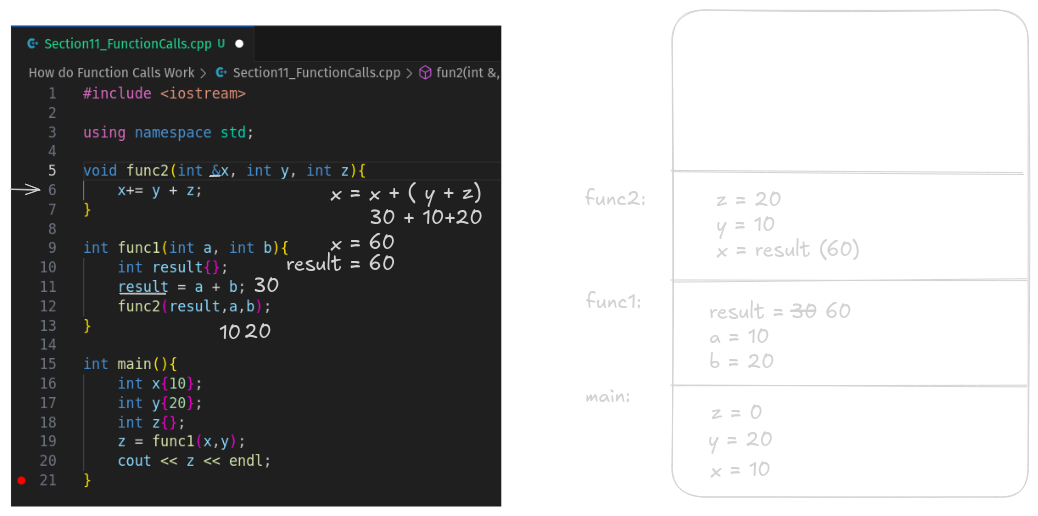 Section11_FunctionCalls.cpp U
How do Function Calls Work > Section11_FunctionCalls.cpp > fun2(int &,
1 #include <iostream>
2
3 using namespace std;
4
5 void func2(int &x, int y, int z){
6 x+= y + z; x = x + ( y + z)
7 } 30 + 10+20
8
9 int func1(int a, int b){ x = 60
10 int result{}; result = 60
11 result = a + b; 30
12 func2(result,a,b);
13 } 10 20
14
15 int main(){
16 int x{10};
17 int y{20};
18 int z{};
19 z = func1(x,y);
20 cout << z << endl;
21 }
func2:
z = 20
y = 10
x = result (60)
func1:
result = 30 60
a = 10
b = 20
main:
z = 0
y = 20
x = 10